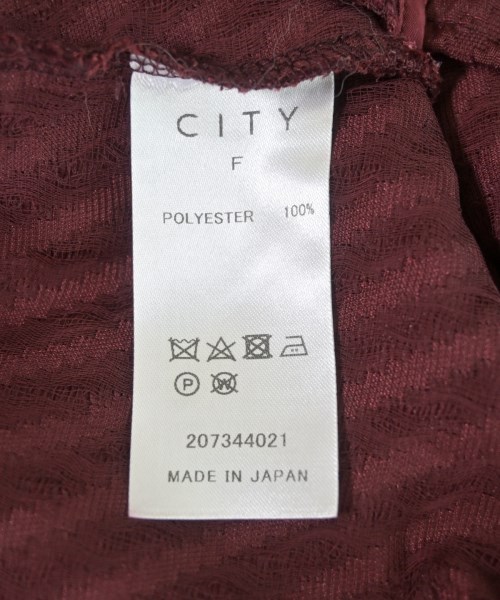 CITY
F
POLYESTER 100%
P W
207344021
MADE IN JAPAN